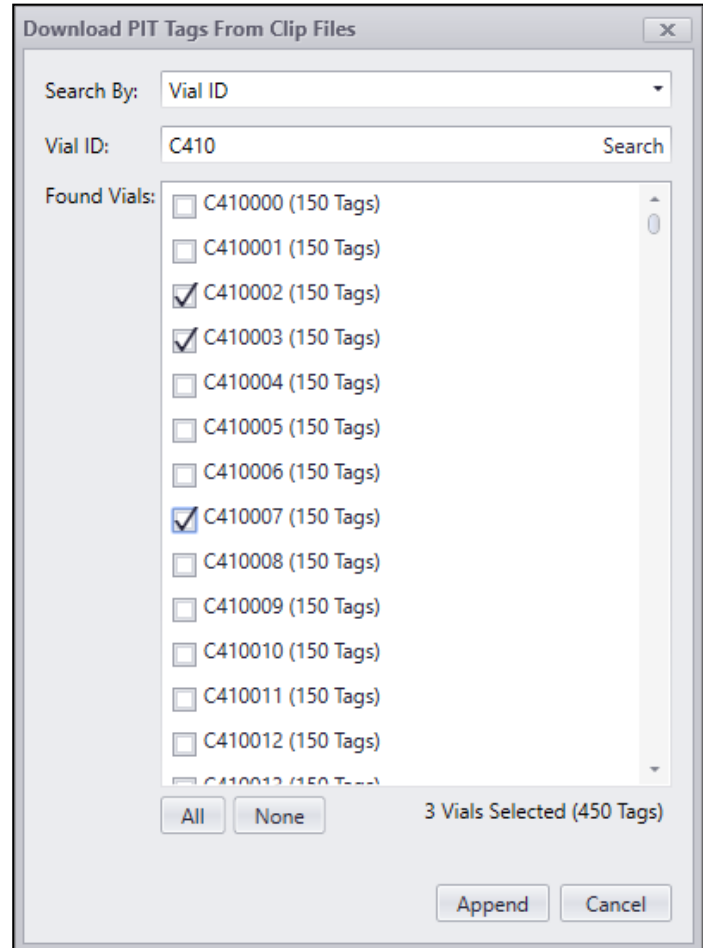 Download PIT Tags From Clip Files
Search By: Vial ID
Vial ID: C410 Search
Found Vials: C410000 (150 Tags)
C410001 (150 Tags)
C410002 (150 Tags)
C410003 (150 Tags)
C410004 (150 Tags)
C410005 (150 Tags)
C410006 (150 Tags)
C410007 (150 Tags)
C410008 (150 Tags)
C410009 (150 Tags)
C410010 (150 Tags)
C410011 (150 Tags)
C410012 (150 Tags)
C410013 (150 Tags)
All None 3 Vials Selected (450 Tags)
Append Cancel